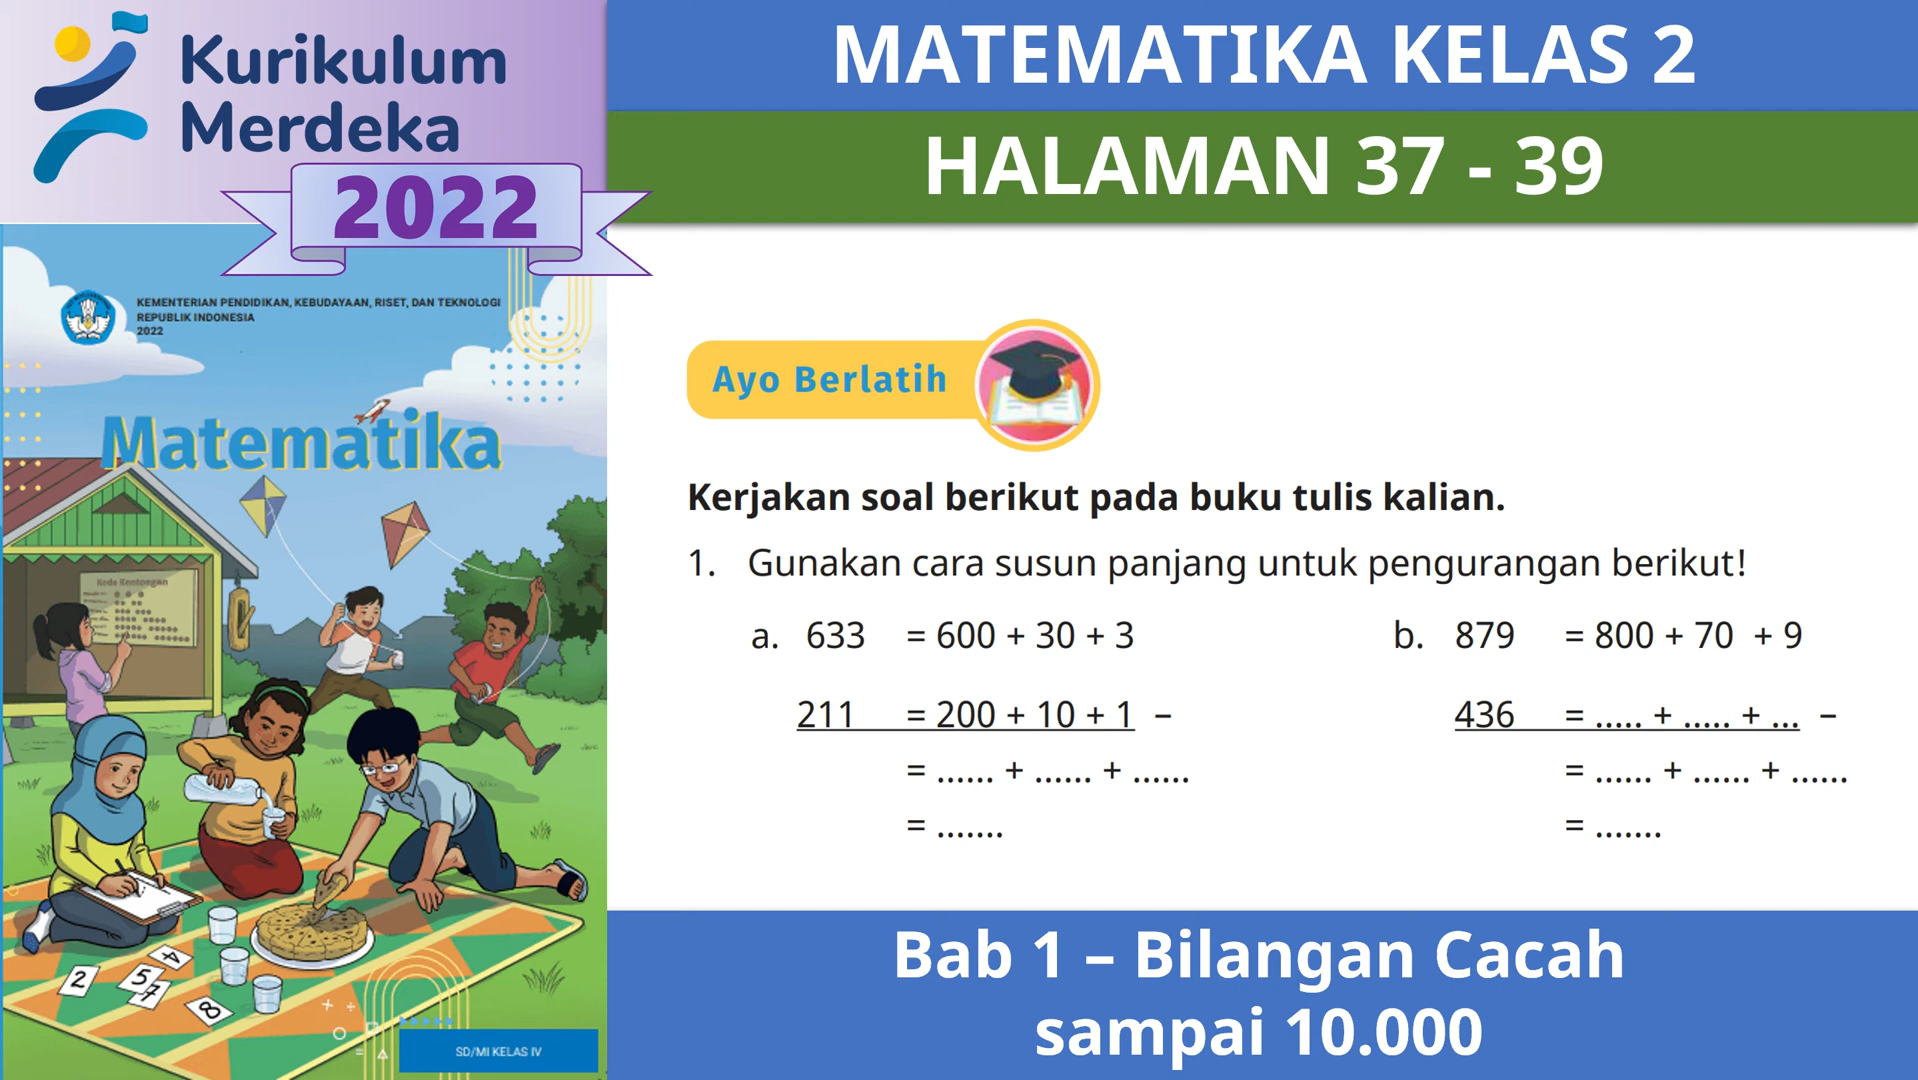 Kurikulum
Merdeka
2022
MATEMATIKA KELAS 2
HALAMAN 37 - 39
KEMENTERIAN PENDIDIKAN, KEBUDAYAAN, RISET, DAN TEKNOLOGI
REPUBLIK INDONESIA
2022
Matematika
Kode Kentongan
2
5
7
4
8
SD/MI KELAS IV
Ayo Berlatih
Kerjakan soal berikut pada buku tulis kalian.
1. Gunakan cara susun panjang untuk pengurangan berikut!
a. 633 = 600 + 30 + 3
211 = 200 + 10 + 1 –
= ...... + ...... + ......
= .......
b. 879 = 800 + 70 + 9
436 = ..... + ..... + ... –
= ...... + ...... + ......
= .......
Bab 1 – Bilangan Cacah
sampai 10.000